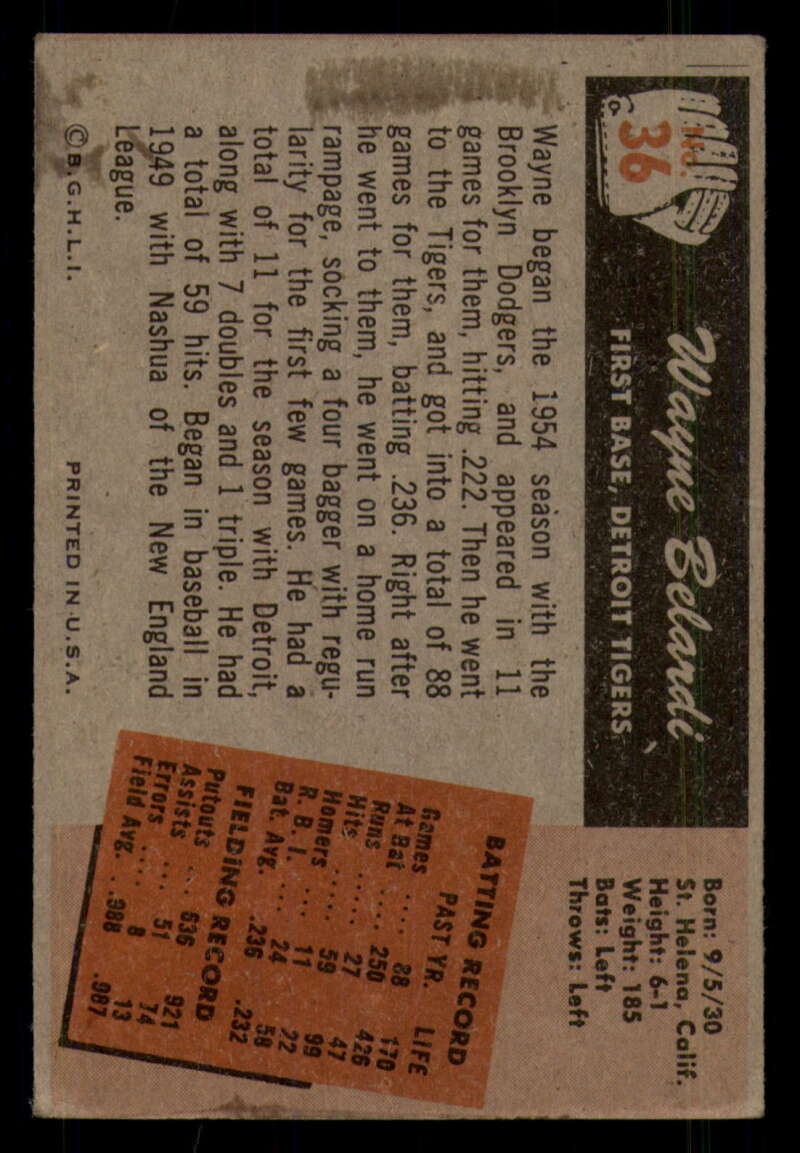 No.
36
Wayne Belardi
FIRST BASE, DETROIT TIGERS
Born: 9/5/30
St. Helena, Calif.
Height: 6-1
Weight: 185
Bats: Left
Throws: Left
Wayne began the 1954 season with the
Brooklyn Dodgers, and appeared in 11
games for them, hitting .222. Then he went
to the Tigers, and got into a total of 88
games for them, batting .236. Right after
he went to them, he went on a home run
rampage, socking a four bagger with regu-
larity for the first few games. He had a
total of 11 for the season with Detroit,
along with 7 doubles and 1 triple. He had
a total of 59 hits. Began in baseball in
1949 with Nashua of the New England
League.
BATTING RECORD
PAST YR. LIFE
Games .... 88 170
At Bat .... 250 426
Runs ..... 27 47
Hits ..... 59 99
Homers ... 11 22
R. B. I. .... 24 58
Bat. Avg. .236 .232
FIELDING RECORD
Putouts .. 636 921
Assists ... 51 74
Errors .... 8 13
Field Avg. . .988 .987
© B.G.H.L.I. PRINTED IN U.S.A.